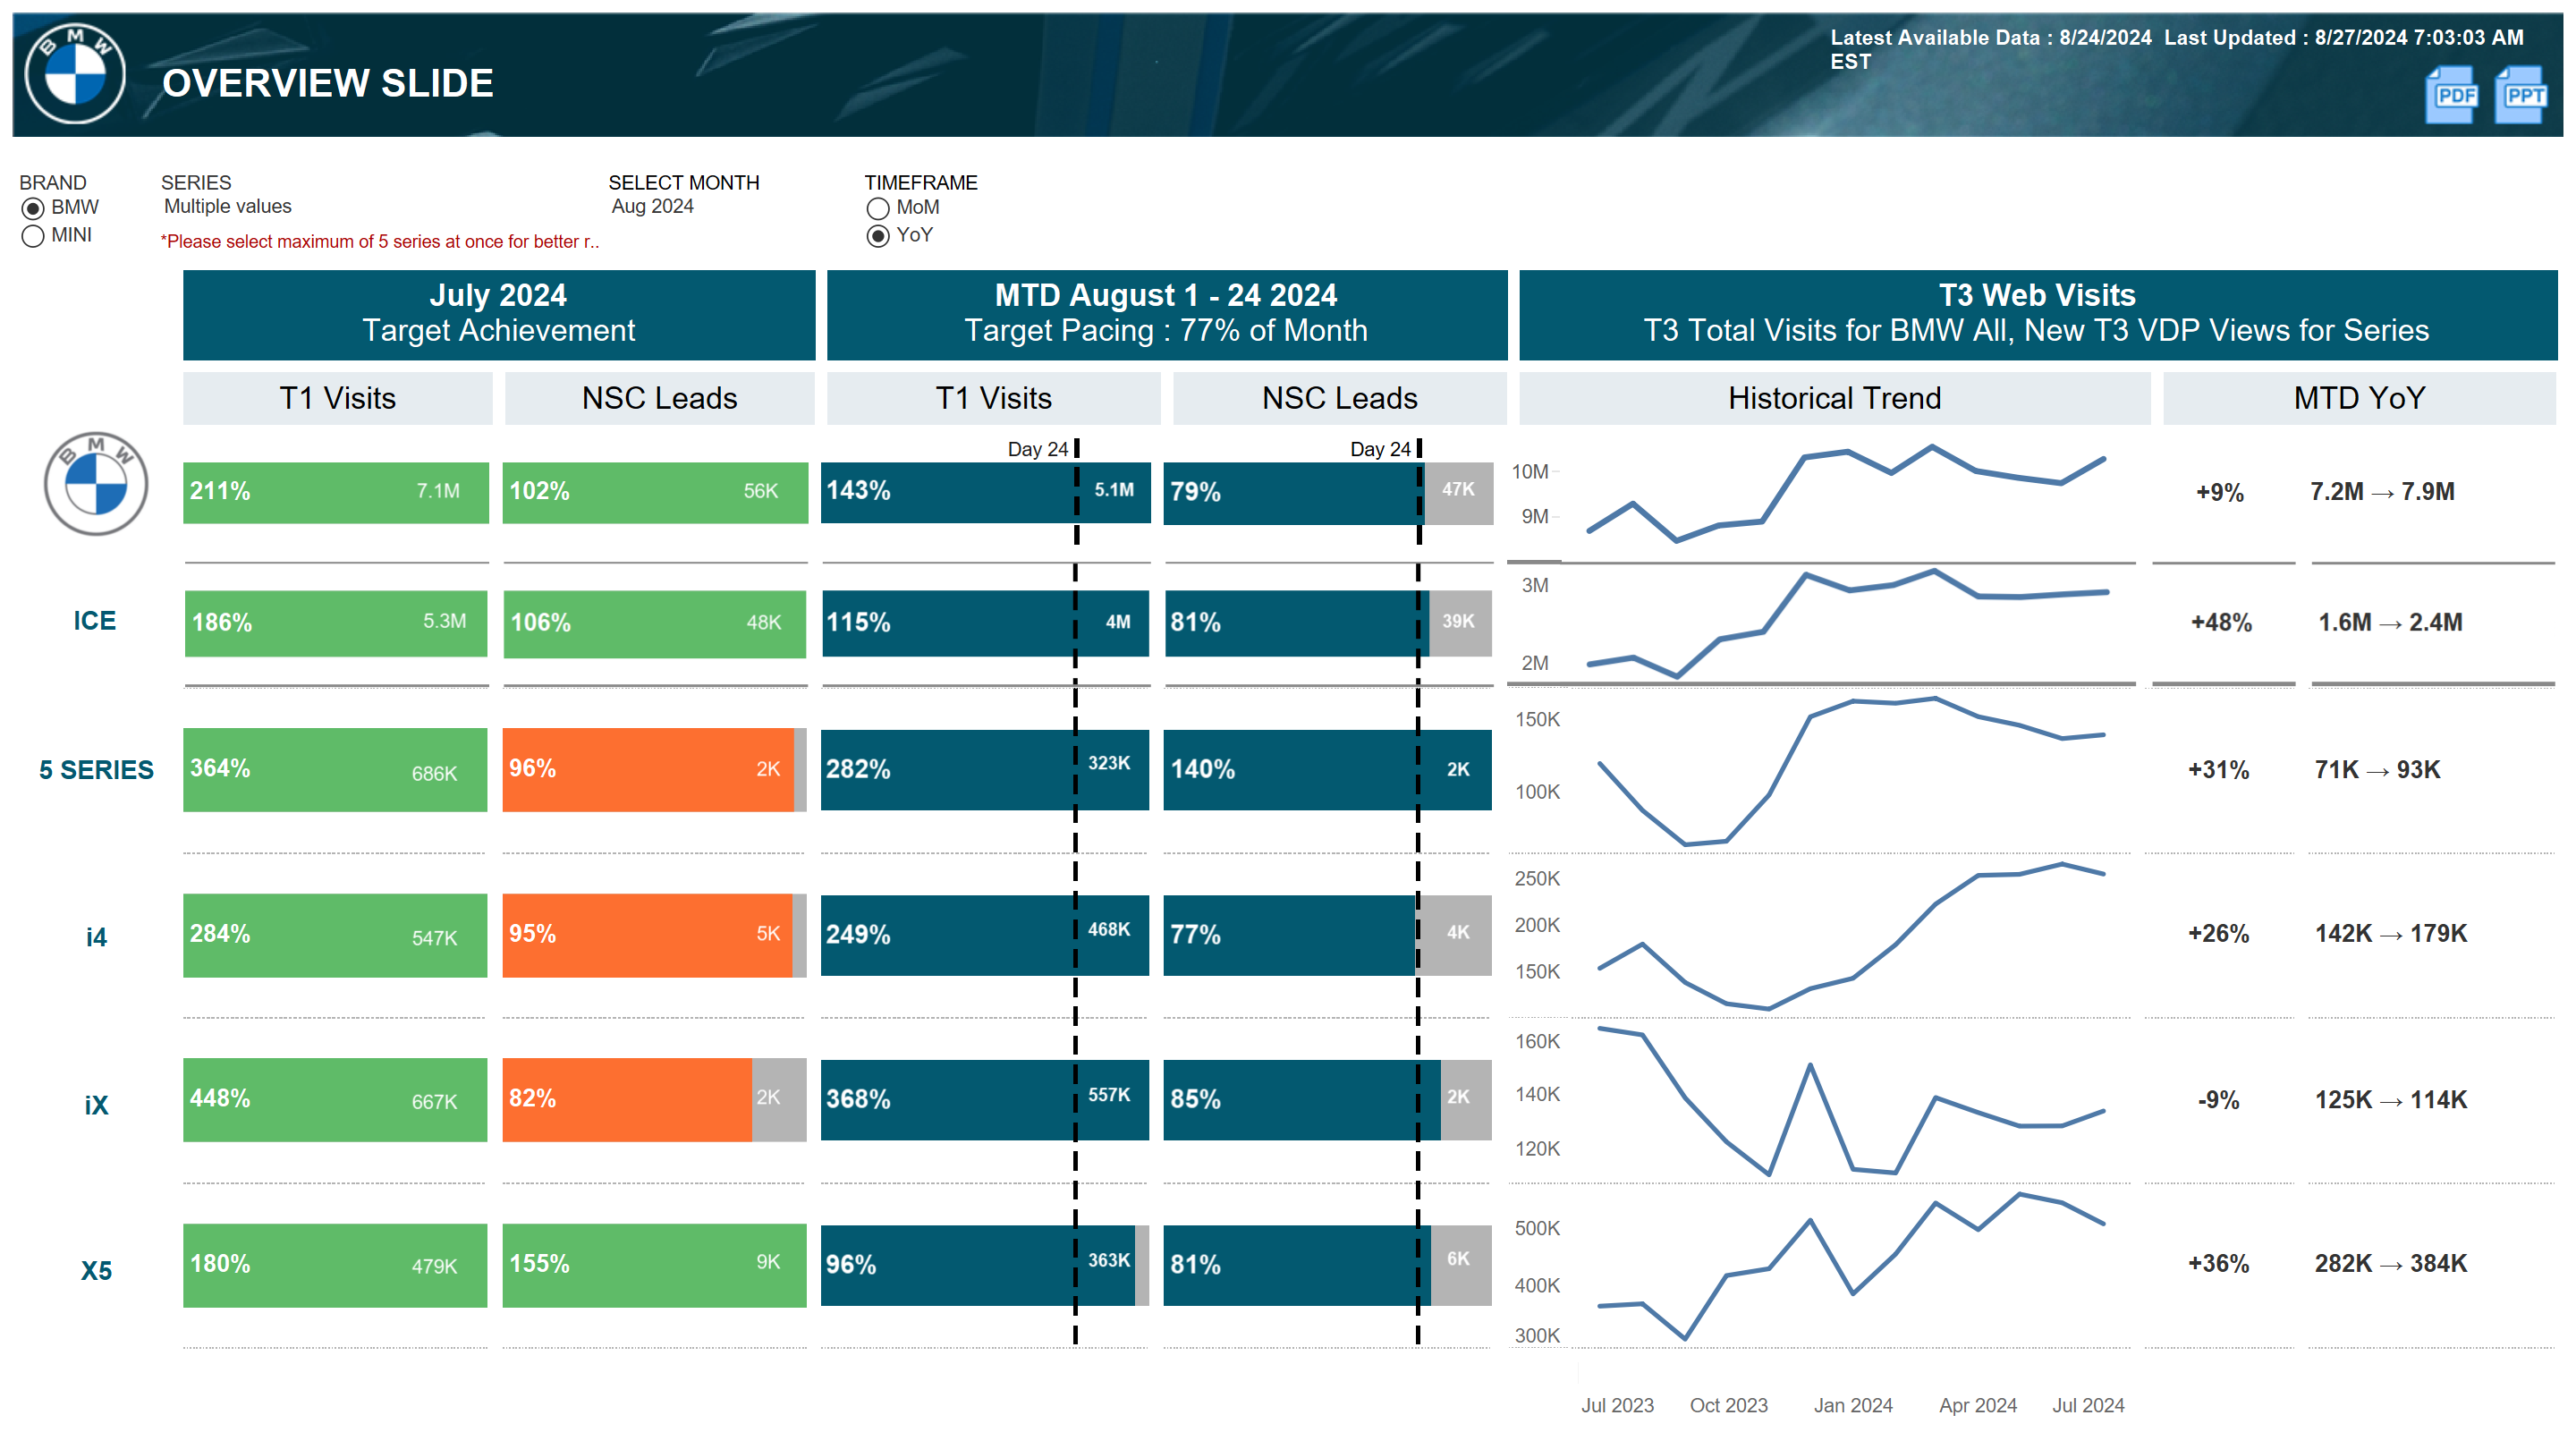 BMW
OVERVIEW SLIDE
Latest Available Data : 8/24/2024 Last Updated : 8/27/2024 7:03:03 AM
EST
PDF PPT
BRAND SERIES SELECT MONTH TIMEFRAME
BMW Multiple values Aug 2024 MoM
MINI *Please select maximum of 5 series at once for better r.. YoY
July 2024 MTD August 1 - 24 2024 T3 Web Visits
Target Achievement Target Pacing : 77% of Month T3 Total Visits for BMW All, New T3 VDP Views for Series
T1 Visits NSC Leads T1 Visits NSC Leads Historical Trend MTD YoY
Day 24 Day 24
BMW 211% 7.1M 102% 56K 143% 5.1M 79% 47K 10M 9M +9% 7.2M → 7.9M
ICE 186% 5.3M 106% 48K 115% 4M 81% 39K 3M 2M +48% 1.6M → 2.4M
5 SERIES 364% 686K 96% 2K 282% 323K 140% 2K 150K 100K +31% 71K → 93K
i4 284% 547K 95% 5K 249% 468K 77% 4K 250K 200K 150K +26% 142K → 179K
iX 448% 667K 82% 2K 368% 557K 85% 2K 160K 140K 120K -9% 125K → 114K
X5 180% 479K 155% 9K 96% 363K 81% 6K 500K 400K 300K +36% 282K → 384K
Jul 2023 Oct 2023 Jan 2024 Apr 2024 Jul 2024